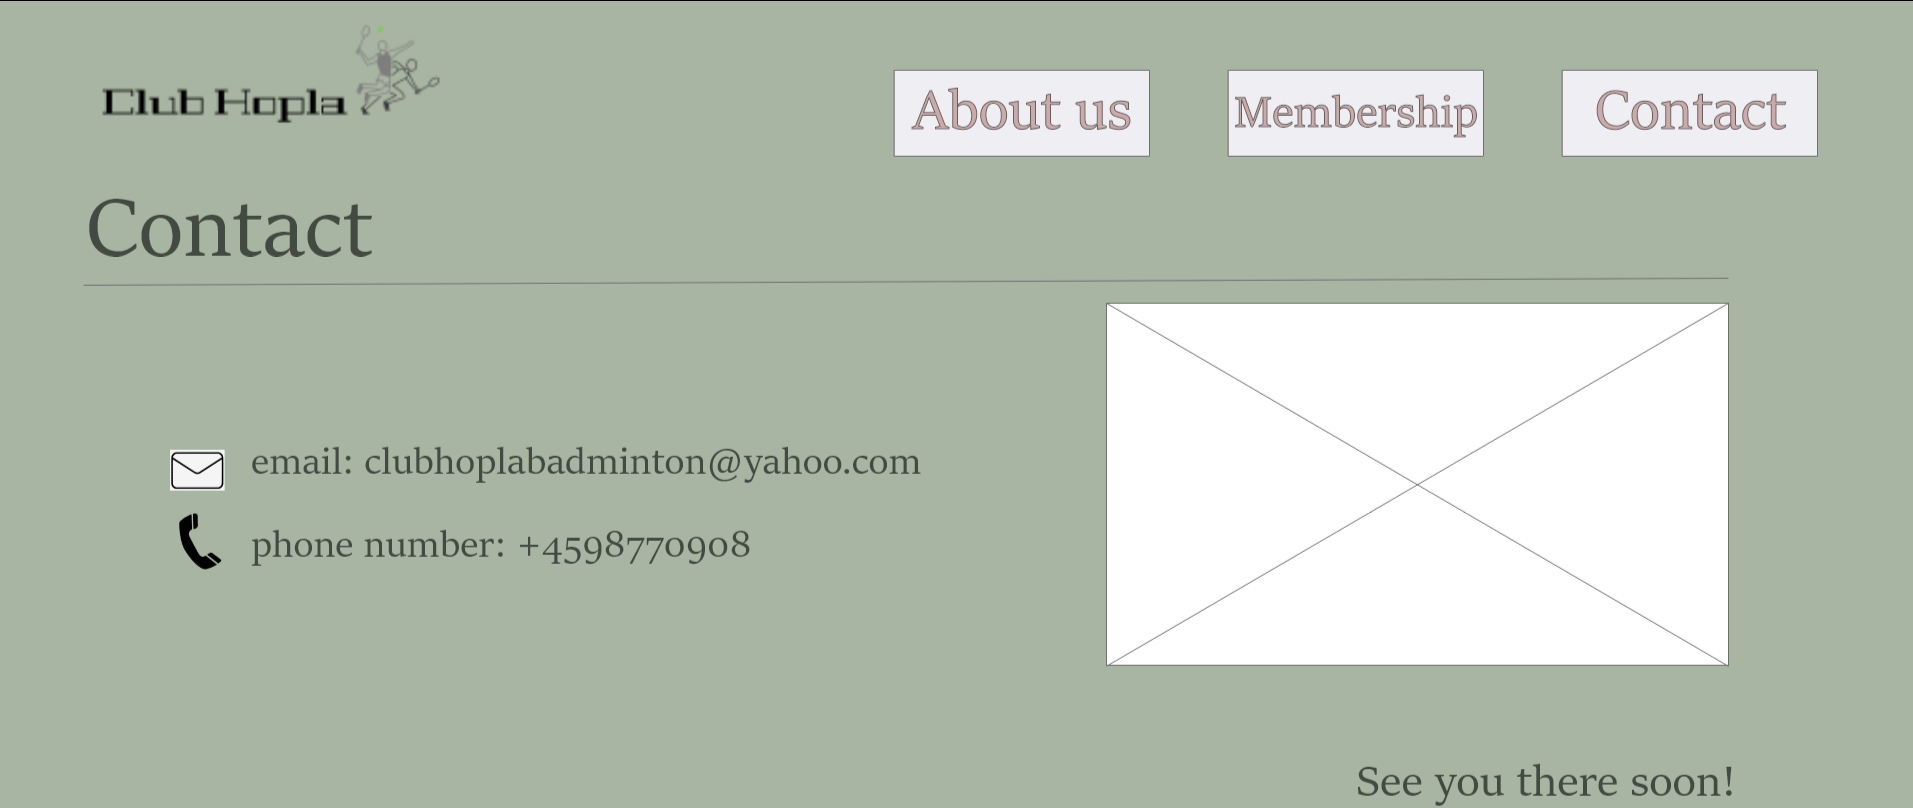 Club Hopla
About us
Membership
Contact
Contact
email: clubhoplabadminton@yahoo.com
phone number: +4598770908
See you there soon!